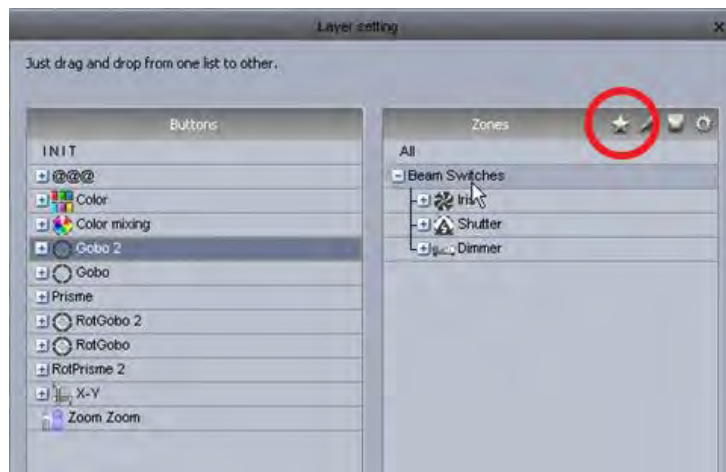 Layer setting
Just drag and drop from one list to other.
Buttons
INIT
@@@
Color
Color mixing
Gobo 2
Gobo
Prisme
RotGobo 2
RotGobo
RotPrisme 2
X-Y
Zoom Zoom
Zones
All
Beam Switches
Iris
Shutter
Dimmer